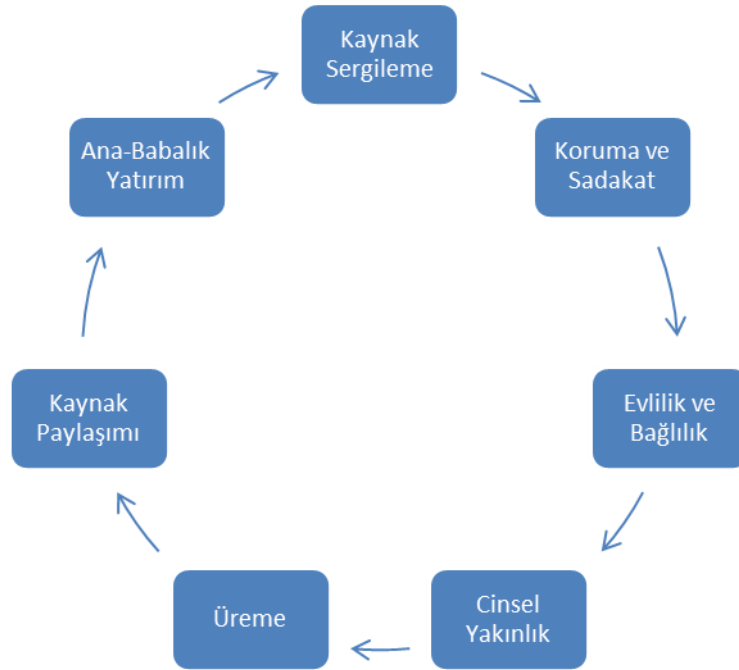 Kaynak
Sergileme
Koruma ve
Sadakat
Evlilik ve
Bağlılık
Cinsel
Yakınlık
Üreme
Kaynak
Paylaşımı
Ana-Babalık
Yatırım